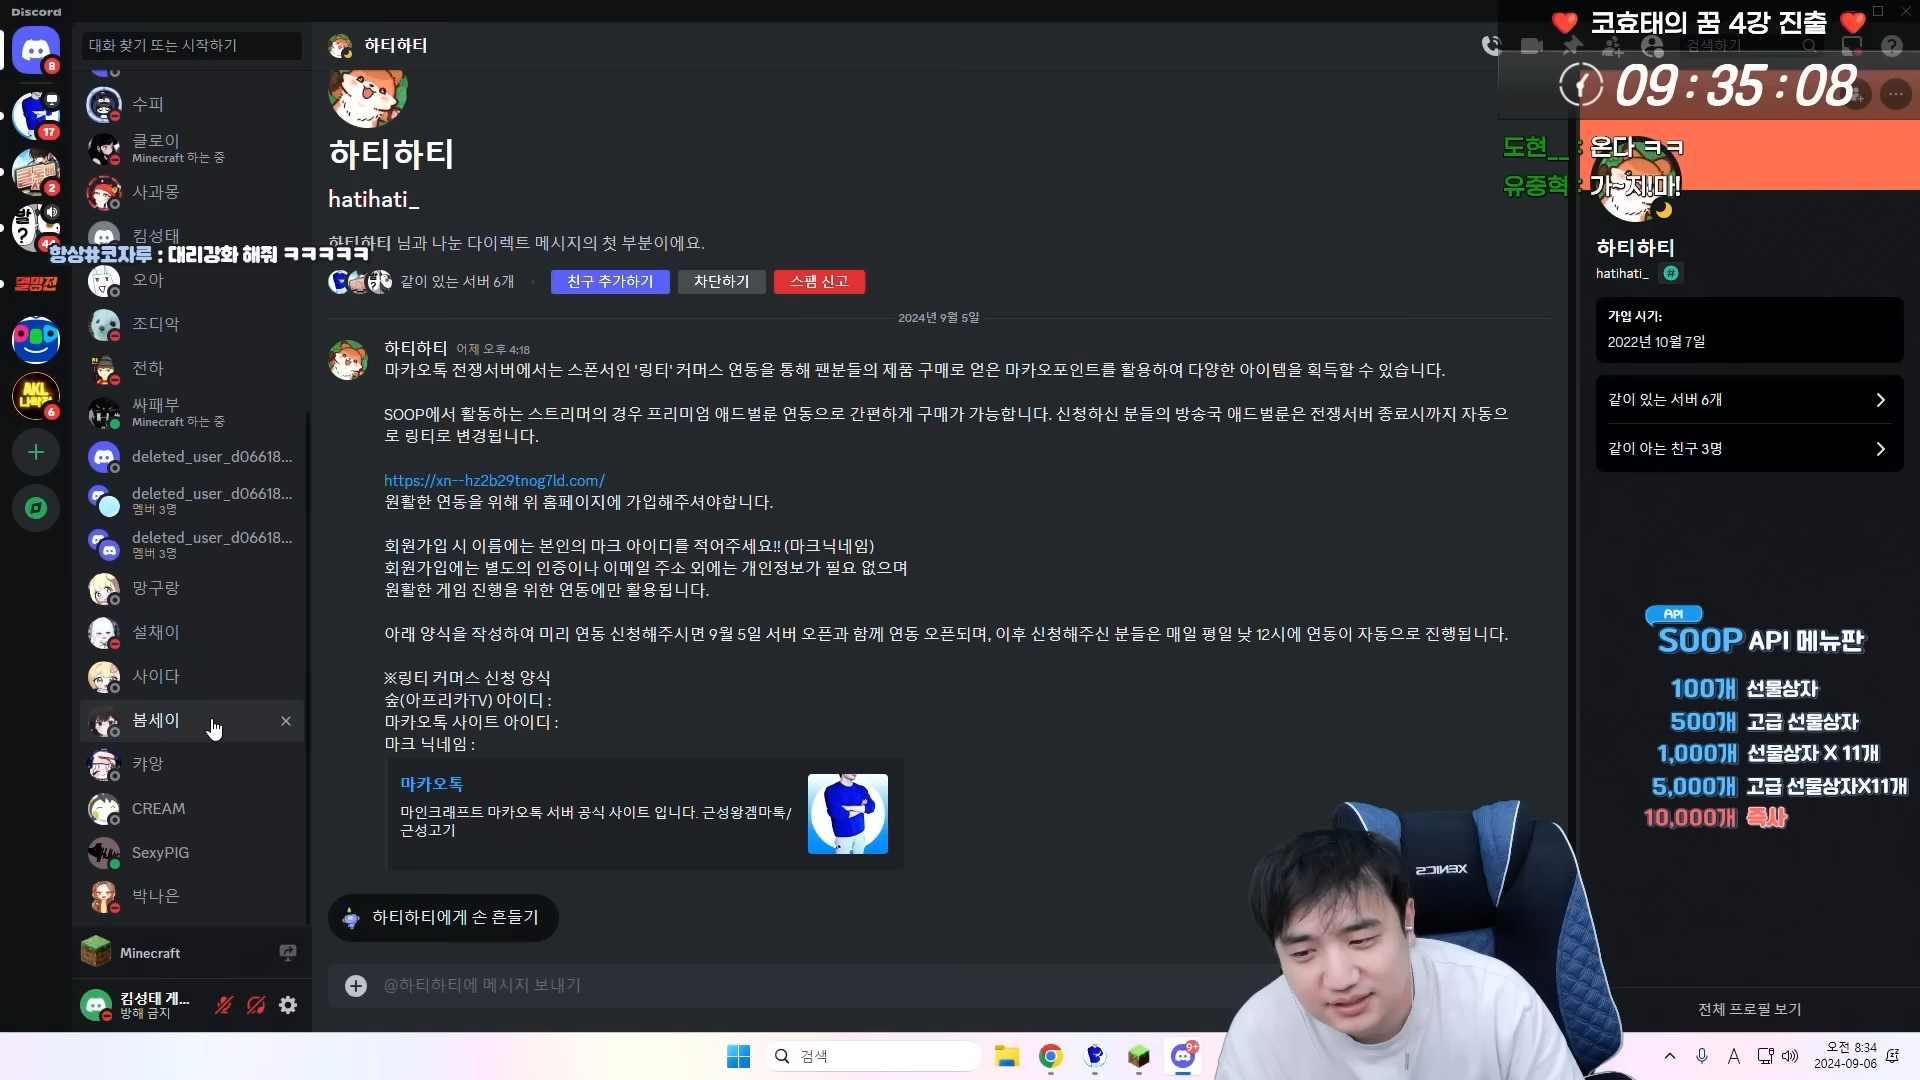 Discord
8
17
2
멸망전
6
대화 찾기 또는 시작하기
수피
클로이
Minecraft 하는 중
사과몽
킴성태
항상#코자루 : 대리강화 해줘 ㅋㅋㅋㅋㅋ
오아
조디악
전하
싸패부
Minecraft 하는 중
deleted_user_d06618...
deleted_user_d06618...
멤버 3명
deleted_user_d06618...
멤버 3명
망구랑
설채이
사이다
봄세이
캬앙
CREAM
SexyPIG
박나은
Minecraft
킴성태 게...
방해 금지
하티하티
하티하티
hatihati_
하티하티 님과 나눈 다이렉트 메시지의 첫 부분이에요.
같이 있는 서버 6개
친구 추가하기
차단하기
스팸 신고
2024년 9월 5일
하티하티 어제 오후 4:18
마카오톡 전쟁서버에서는 스폰서인 '링티' 커머스 연동을 통해 팬분들의 제품 구매로 얻은 마카오포인트를 활용하여 다양한 아이템을 획득할 수 있습니다.
SOOP에서 활동하는 스트리머의 경우 프리미엄 애드벌룬 연동으로 간편하게 구매가 가능합니다. 신청하신 분들의 방송국 애드벌룬은 전쟁서버 종료시까지 자동으
로 링티로 변경됩니다.
https://xn--hz2b29tnog7ld.com/
원활한 연동을 위해 위 홈페이지에 가입해주셔야합니다.
회원가입 시 이름에는 본인의 마크 아이디를 적어주세요!! (마크닉네임)
회원가입에는 별도의 인증이나 이메일 주소 외에는 개인정보가 필요 없으며
원활한 게임 진행을 위한 연동에만 활용됩니다.
아래 양식을 작성하여 미리 연동 신청해주시면 9월 5일 서버 오픈과 함께 연동 오픈되며, 이후 신청해주신 분들은 매일 평일 낮 12시에 연동이 자동으로 진행됩니다.
※링티 커머스 신청 양식
숲(아프리카TV) 아이디 :
마카오톡 사이트 아이디 :
마크 닉네임 :
마카오톡
마인크래프트 마카오톡 서버 공식 사이트 입니다. 근성왕겜마톡/
근성고기
하티하티에게 손 흔들기
@하티하티에 메시지 보내기
코효태의 꿈 4강 진출
검색하기
09:35:08
도현__ : 온다 ㅋㅋ
유중혁 : 가~지!마!
하티하티
hatihati_
가입 시기:
2022년 10월 7일
같이 있는 서버 6개
같이 아는 친구 3명
API
SOOP API 메뉴판
100개 선물상자
500개 고급 선물상자
1,000개 선물상자 X 11개
5,000개 고급 선물상자X11개
10,000개 즉사
XENICS
전체 프로필 보기
검색
9+
A
오전 8:34
2024-09-06